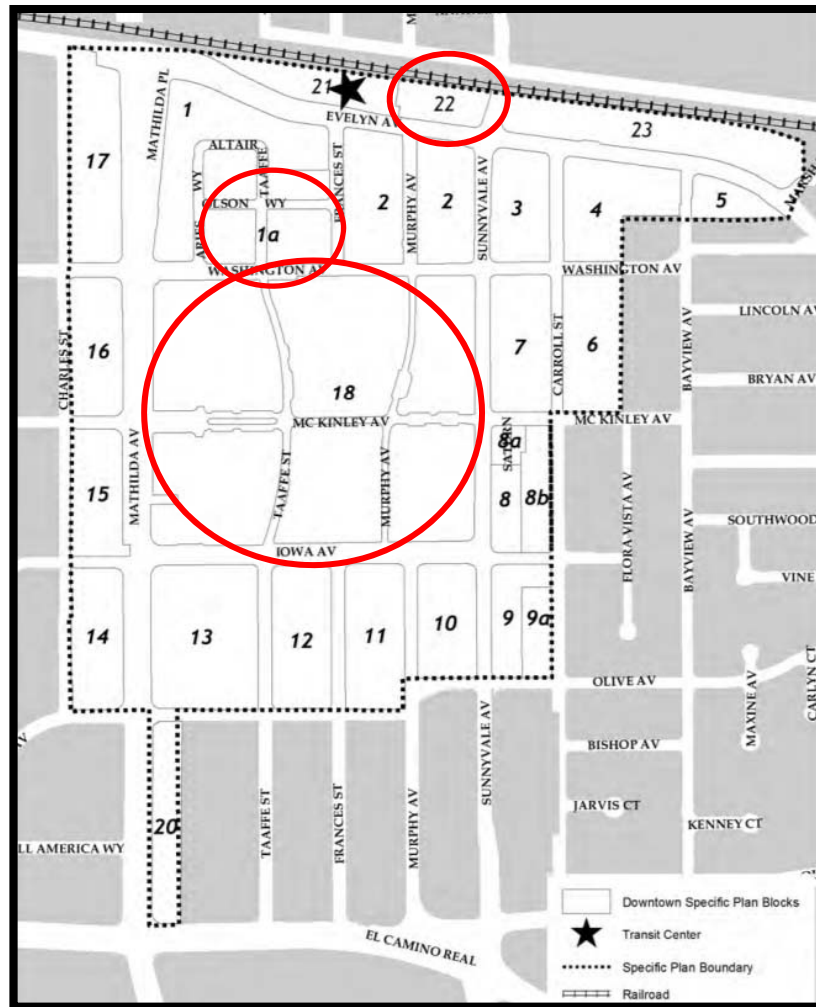 21
22
23
1
MATHILDA PL
EVELYN AV
17
ALTAIR
WY
TAAFFE
FRANCES ST
OLSON WY
ARIES
1a
2
MURPHY AV
2
SUNNYVALE AV
3
4
5
WASHINGTON AV
WASHINGTON AV
LINCOLN AV
CHARLES ST
16
18
7
CARROLL ST
6
BAYVIEW AV
BRYAN AV
MC KINLEY AV
MC KINLEY AV
MATHILDA AV
15
TAAFFE ST
MURPHY AV
SATURN
8a
8
8b
FLORA VISTA AV
BAYVIEW AV
SOUTHWOOD
VINE
IOWA AV
14
13
12
11
10
9
9a
OLIVE AV
MAXINE AV
CARLYN CT
BISHOP AV
20
TAAFFE ST
FRANCES ST
MURPHY AV
SUNNYVALE AV
JARVIS CT
KENNEY CT
LL AMERICA WY
EL CAMINO REAL
Downtown Specific Plan Blocks
Transit Center
Specific Plan Boundary
Railroad